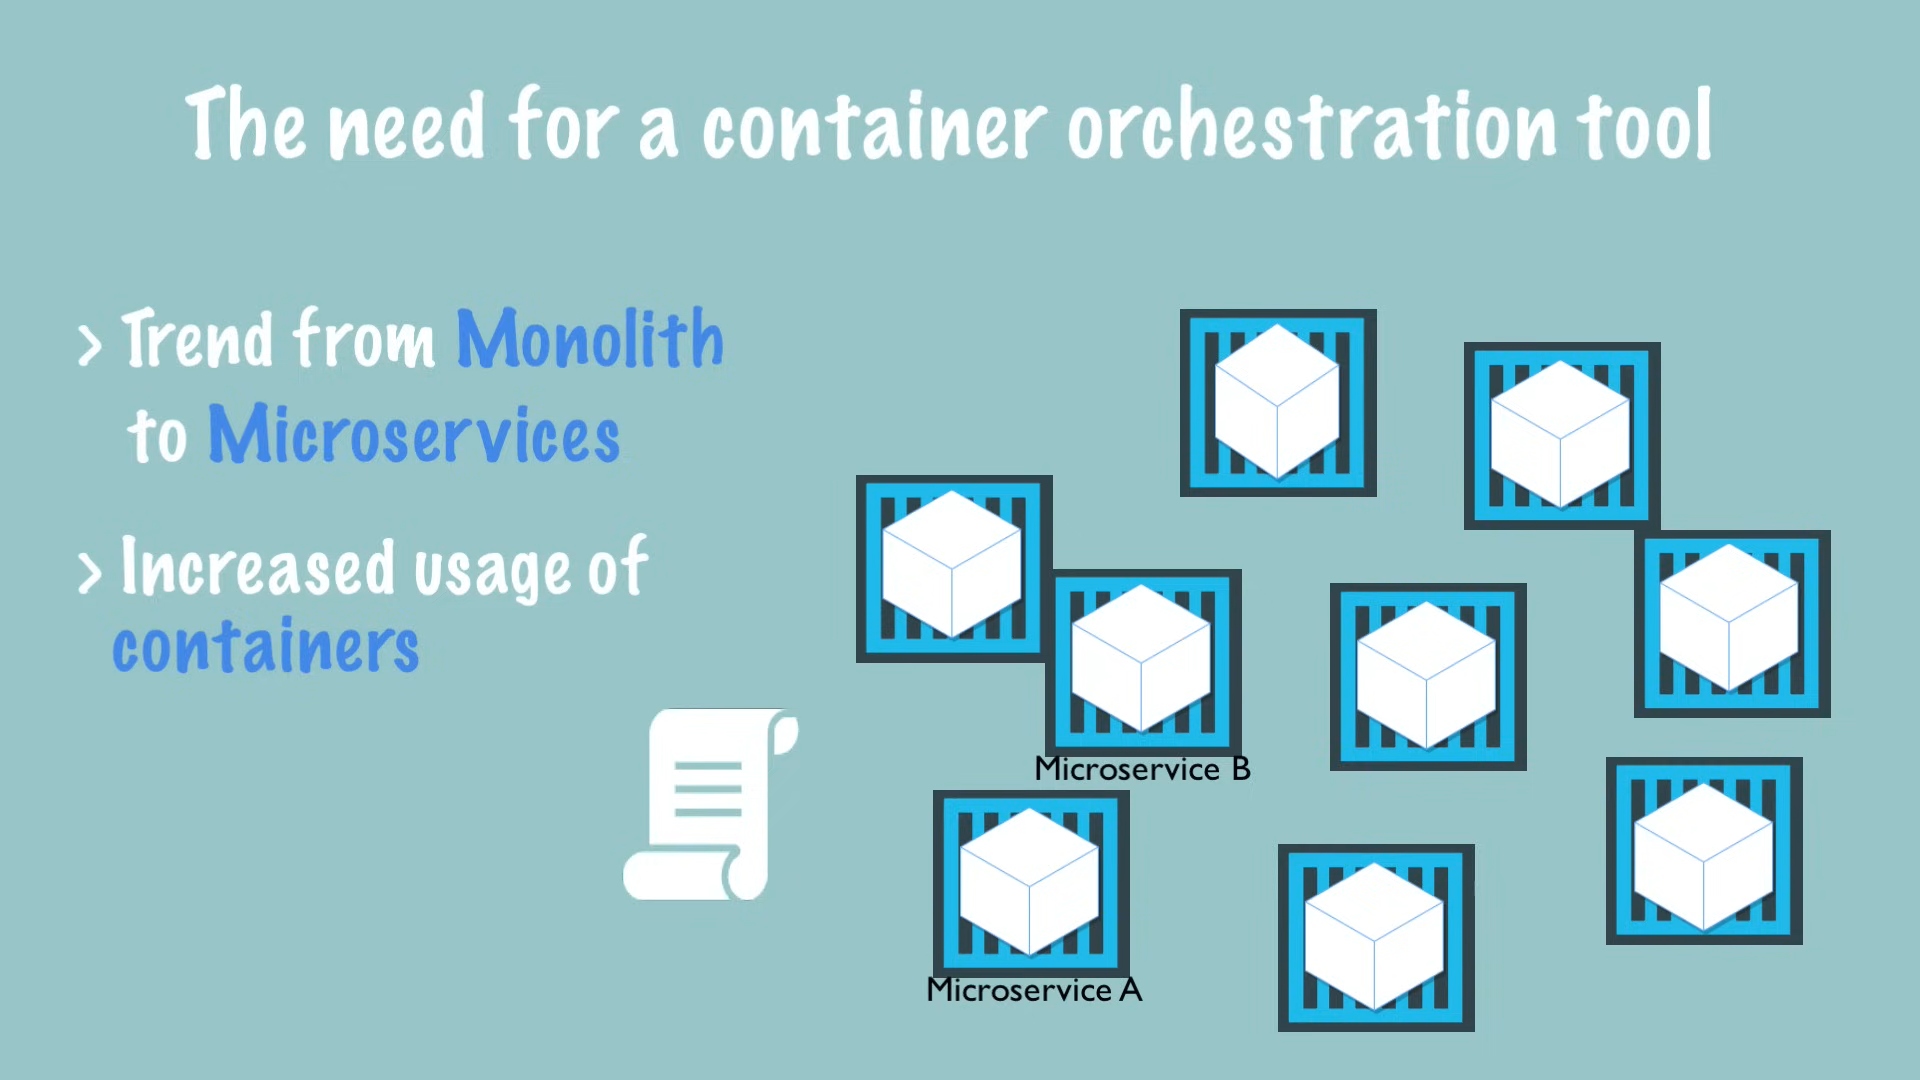 The need for a container orchestration tool
> Trend from Monolith
to Microservices
> Increased usage of
containers
Microservice B
Microservice A